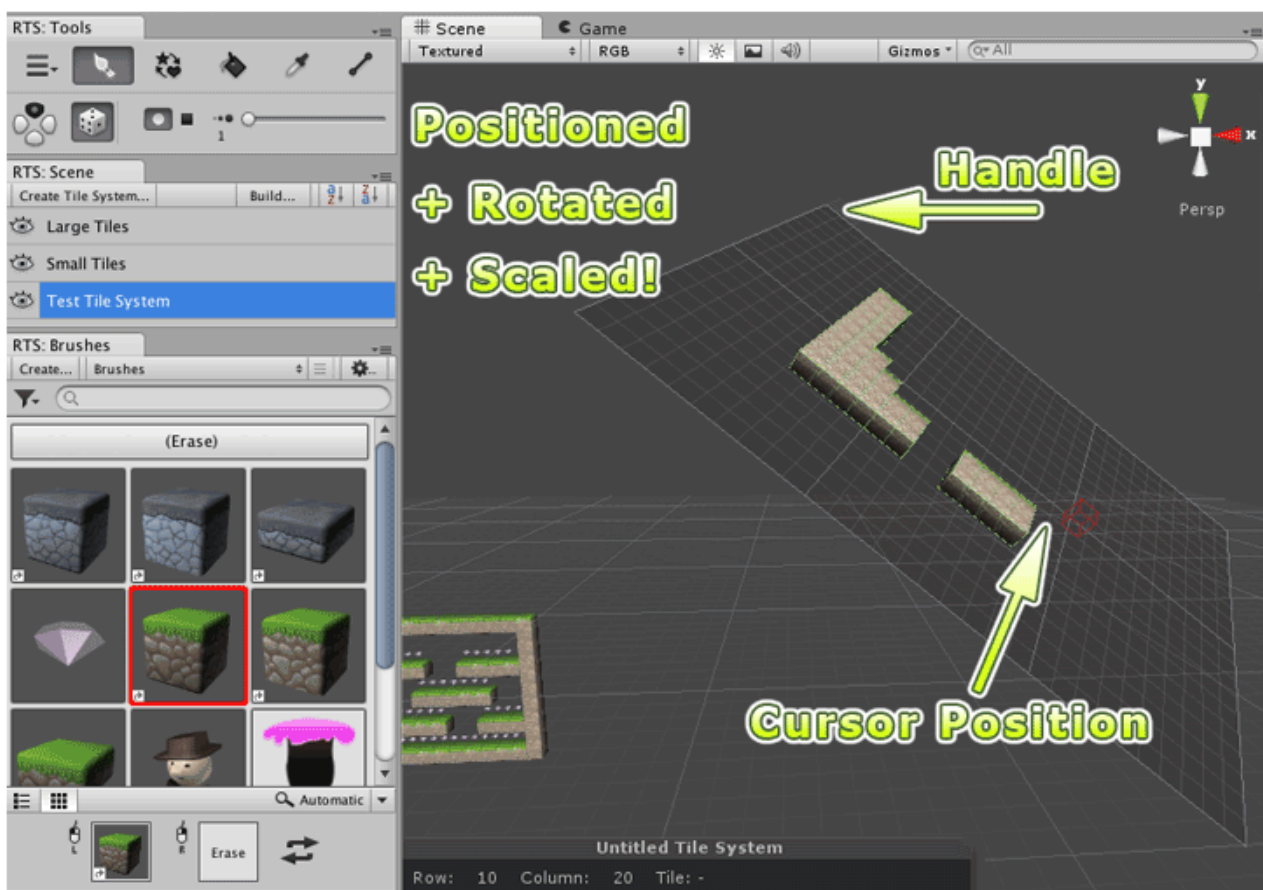 RTS: Tools
1
RTS: Scene
Create Tile System...
Build...
a z
z a
Large Tiles
Small Tiles
Test Tile System
RTS: Brushes
Create...
Brushes
(Erase)
Automatic
L
R
Erase
Scene
Game
Textured
RGB
Gizmos
All
Positioned
+ Rotated
+ Scaled!
Handle
y
x
Persp
Cursor Position
Untitled Tile System
Row: 10 Column: 20 Tile: -